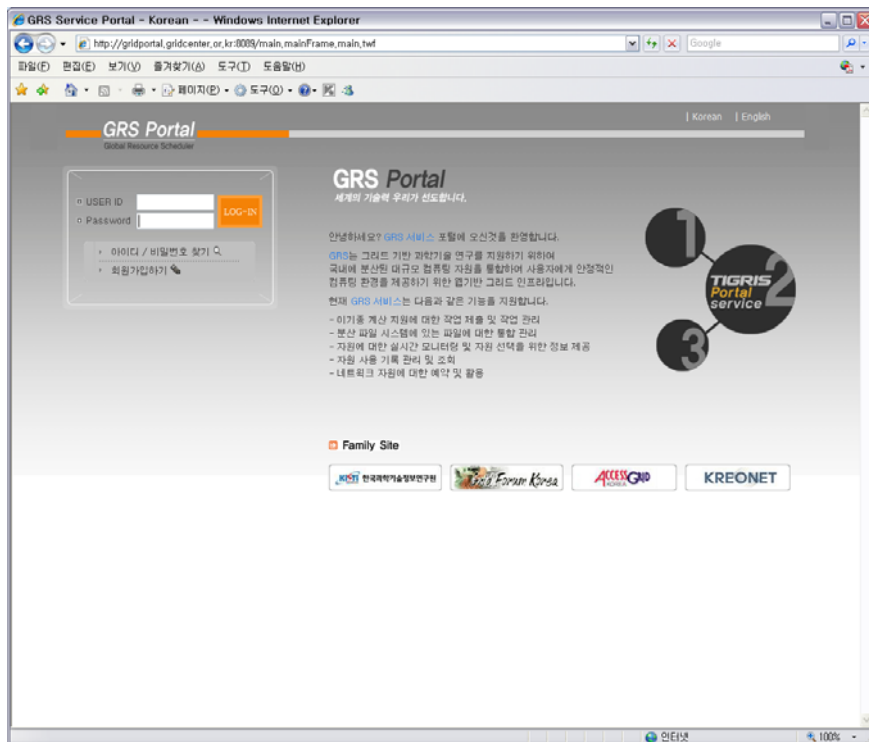 GRS Service Portal - Korean - - Windows Internet Explorer
http://gridportal,gridcenter,or,kr:8089/main,mainFrame,main,twf
Google
파일(F) 편집(E) 보기(V) 즐겨찾기(A) 도구(T) 도움말(H)
페이지(P) 도구(O)
| Korean | English
GRS Portal
Global Resource Scheduler
USER ID
Password
LOG-IN
아이디 / 비밀번호 찾기
회원가입하기
GRS Portal
세계의 기술력 우리가 선도합니다.
안녕하세요? GRS 서비스 포털에 오신것을 환영합니다.
GRS는 그리드 기반 과학기술 연구를 지원하기 위하여
국내에 분산된 대규모 컴퓨팅 자원을 통합하여 사용자에게 안정적인
컴퓨팅 환경를 제공하기 위한 웹기반 그리드 인프라입니다.
현재 GRS 서비스는 다음과 같은 기능을 지원합니다.
- 이기종 계산 자원에 대한 작업 제출 및 작업 관리
- 분산 파일 시스템에 있는 파일에 대한 통합 관리
- 자원에 대한 실시간 모니터링 및 자원 선택를 위한 정보 제공
- 자원 사용 기록 관리 및 조회
- 네트워크 자원에 대한 예약 및 활용
1
TIGRIS
Portal
service
2
3
Family Site
KISTI 한국과학기술정보연구원
Forum Korea
ACCESS GRID
KOREA
KREONET
인터넷
100%